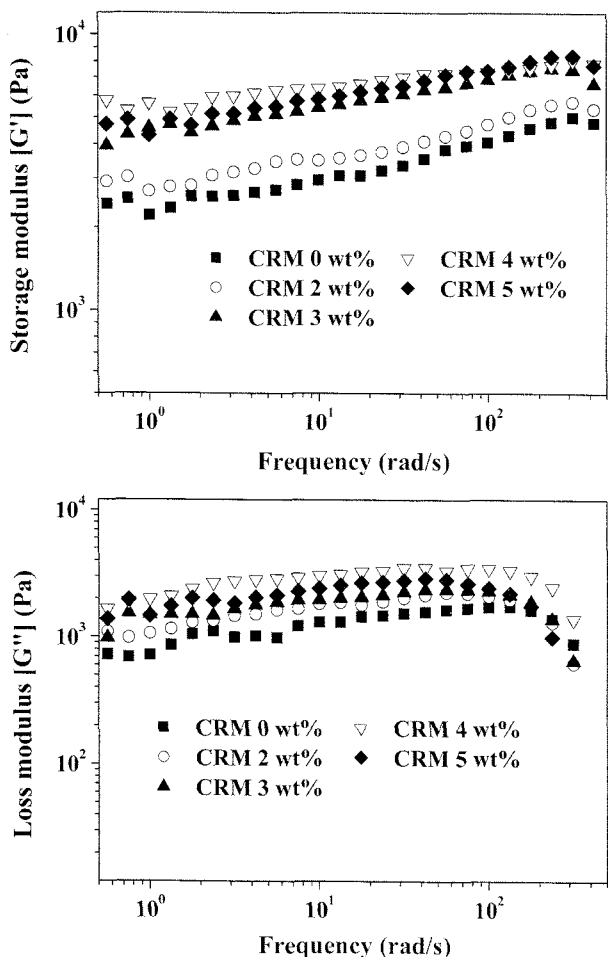 10⁴
Storage modulus [G'] (Pa)
CRM 0 wt%
CRM 4 wt%
CRM 2 wt%
CRM 5 wt%
CRM 3 wt%
10³
10⁰
10¹
10²
Frequency (rad/s)
10⁴
Loss modulus [G''] (Pa)
10³
CRM 0 wt%
CRM 4 wt%
CRM 2 wt%
CRM 5 wt%
CRM 3 wt%
10²
10⁰
10¹
10²
Frequency (rad/s)